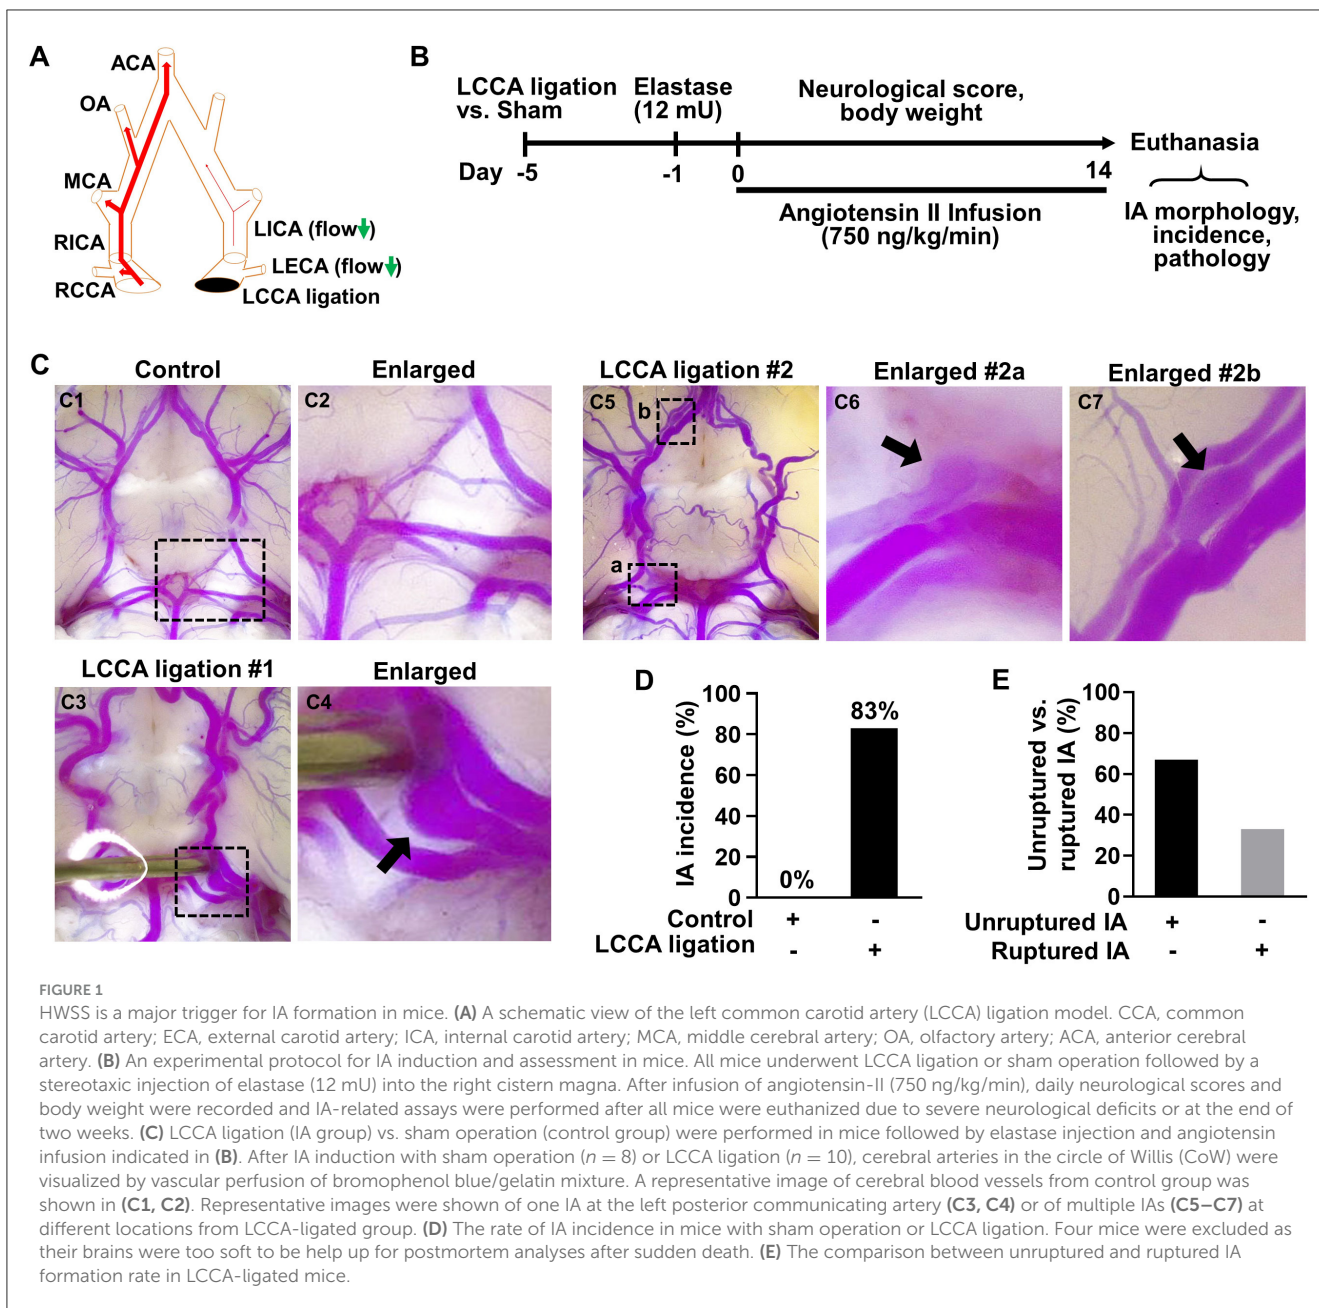 A
ACA
OA
MCA
RICA
RCCA
LICA (flow↓)
LECA (flow↓)
LCCA ligation
B
LCCA ligation
vs. Sham
Elastase
(12 mU)
Neurological score,
body weight
Day -5
-1
0
14
Euthanasia
Angiotensin II Infusion
(750 ng/kg/min)
IA morphology,
incidence,
pathology
C
Control
Enlarged
LCCA ligation #2
Enlarged #2a
Enlarged #2b
C1
C2
C5
b
a
C6
C7
LCCA ligation #1
Enlarged
C3
C4
D
IA incidence (%)
100
80
60
40
20
0
0%
83%
Control + -
LCCA ligation - +
E
Unruptured vs.
ruptured IA (%)
100
80
60
40
20
0
Unruptured IA + -
Ruptured IA - +
FIGURE 1
HWSS is a major trigger for IA formation in mice. (A) A schematic view of the left common carotid artery (LCCA) ligation model. CCA, common
carotid artery; ECA, external carotid artery; ICA, internal carotid artery; MCA, middle cerebral artery; OA, olfactory artery; ACA, anterior cerebral
artery. (B) An experimental protocol for IA induction and assessment in mice. All mice underwent LCCA ligation or sham operation followed by a
stereotaxic injection of elastase (12 mU) into the right cistern magna. After infusion of angiotensin-II (750 ng/kg/min), daily neurological scores and
body weight were recorded and IA-related assays were performed after all mice were euthanized due to severe neurological deficits or at the end of
two weeks. (C) LCCA ligation (IA group) vs. sham operation (control group) were performed in mice followed by elastase injection and angiotensin
infusion indicated in (B). After IA induction with sham operation (n = 8) or LCCA ligation (n = 10), cerebral arteries in the circle of Willis (CoW) were
visualized by vascular perfusion of bromophenol blue/gelatin mixture. A representative image of cerebral blood vessels from control group was
shown in (C1, C2). Representative images were shown of one IA at the left posterior communicating artery (C3, C4) or of multiple IAs (C5–C7) at
different locations from LCCA-ligated group. (D) The rate of IA incidence in mice with sham operation or LCCA ligation. Four mice were excluded as
their brains were too soft to be help up for postmortem analyses after sudden death. (E) The comparison between unruptured and ruptured IA
formation rate in LCCA-ligated mice.